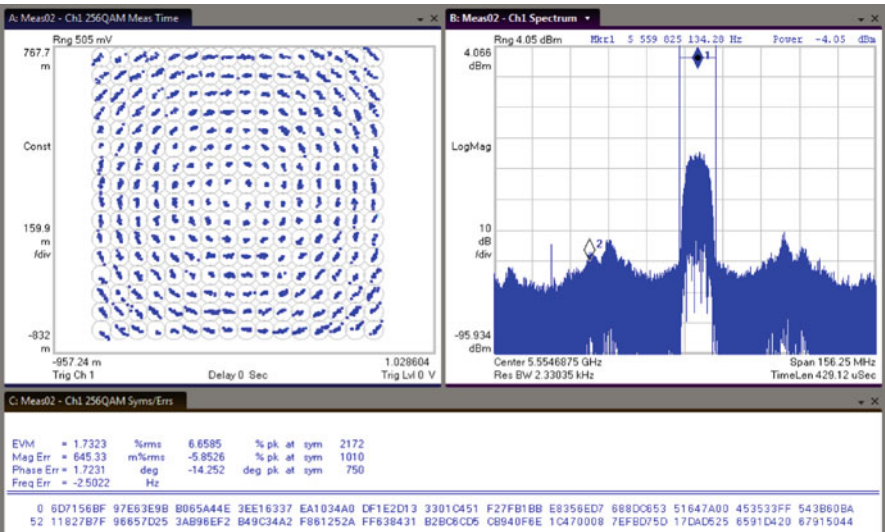 A: Meas02 - Ch1 256QAM Meas Time
Rng 505 mV
767.7
m
Const
159.9
m
/div
-832
m
-957.24 m
1.028604
Trig Ch 1
Delay 0 Sec
Trig Lvl 0 V
B: Meas02 - Ch1 Spectrum
Rng 4.05 dBm
Mkr1 5 559 825 134.28 Hz
Power -4.05 dBm
4.066
dBm
LogMag
10
dB
/div
-95.934
dBm
1
2
Center 5.5546875 GHz
Span 156.25 MHz
Res BW 2.33035 kHz
TimeLen 429.12 uSec
C: Meas02 - Ch1 256QAM Syms/Errs
EVM = 1.7323 %rms 6.6585 % pk at sym 2172
Mag Err = 645.33 m%rms -5.8526 % pk at sym 1010
Phase Err = 1.7231 deg -14.252 deg pk at sym 750
Freq Err = -2.5022 Hz
0 6D7156BF 97E63E9B B065A44E 3EE16337 EA1034A0 DF1E2D13 3301C451 F27FB1BB E8356ED7 688DC653 51647A00 453533FF 543B60BA
52 11827B7F 96657D25 3AB96EF2 B49C34A2 F861252A FF638431 B2BC6CD5 CB940F6E 1C470008 7EFBD75D 17DAD525 6591D420 67915044